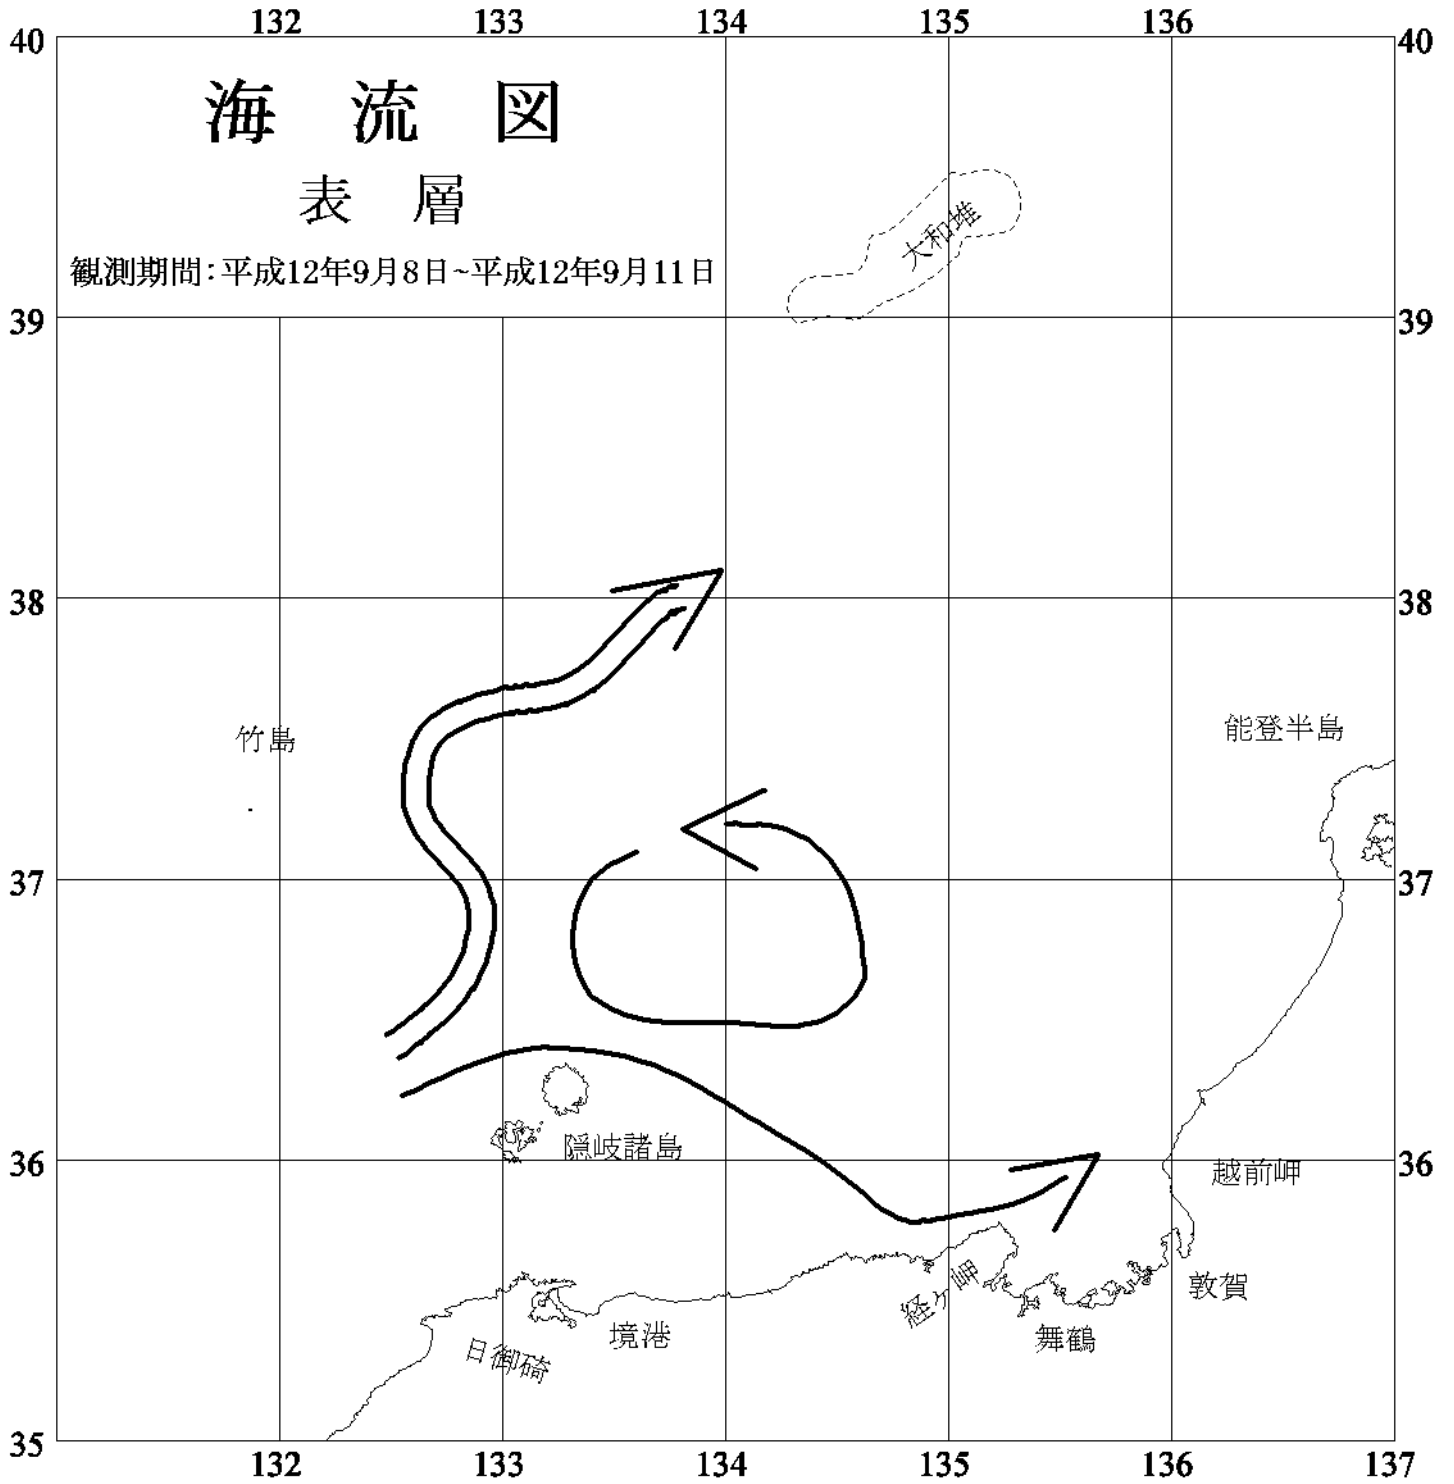 132 133 134 135 136
40 40
海 流 図
表 層
大和堆
観測期間:平成12年9月8日~平成12年9月11日
39 39
38 38
竹島
能登半島
37 37
隠岐諸島
36 36
越前岬
経ヶ岬
敦賀
境港
舞鶴
日御碕
35
132 133 134 135 136 137